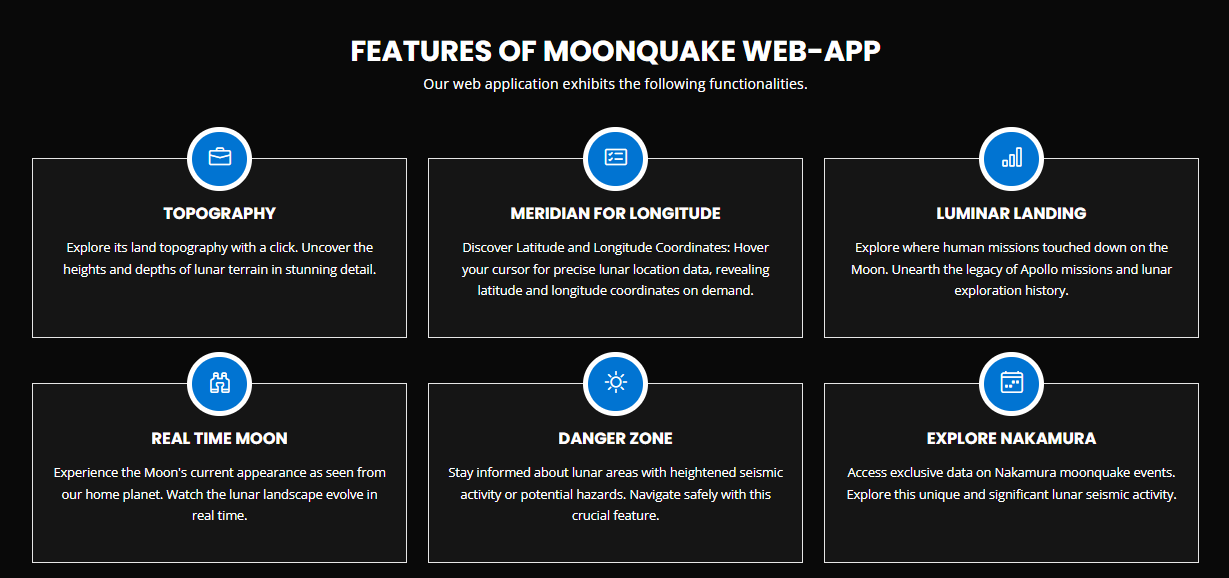 FEATURES OF MOONQUAKE WEB-APP
Our web application exhibits the following functionalities.
TOPOGRAPHY
Explore its land topography with a click. Uncover the
heights and depths of lunar terrain in stunning detail.
MERIDIAN FOR LONGITUDE
Discover Latitude and Longitude Coordinates: Hover
your cursor for precise lunar location data, revealing
latitude and longitude coordinates on demand.
LUMINAR LANDING
Explore where human missions touched down on the
Moon. Unearth the legacy of Apollo missions and lunar
exploration history.
REAL TIME MOON
Experience the Moon's current appearance as seen from
our home planet. Watch the lunar landscape evolve in
real time.
DANGER ZONE
Stay informed about lunar areas with heightened seismic
activity or potential hazards. Navigate safely with this
crucial feature.
EXPLORE NAKAMURA
Access exclusive data on Nakamura moonquake events.
Explore this unique and significant lunar seismic activity.